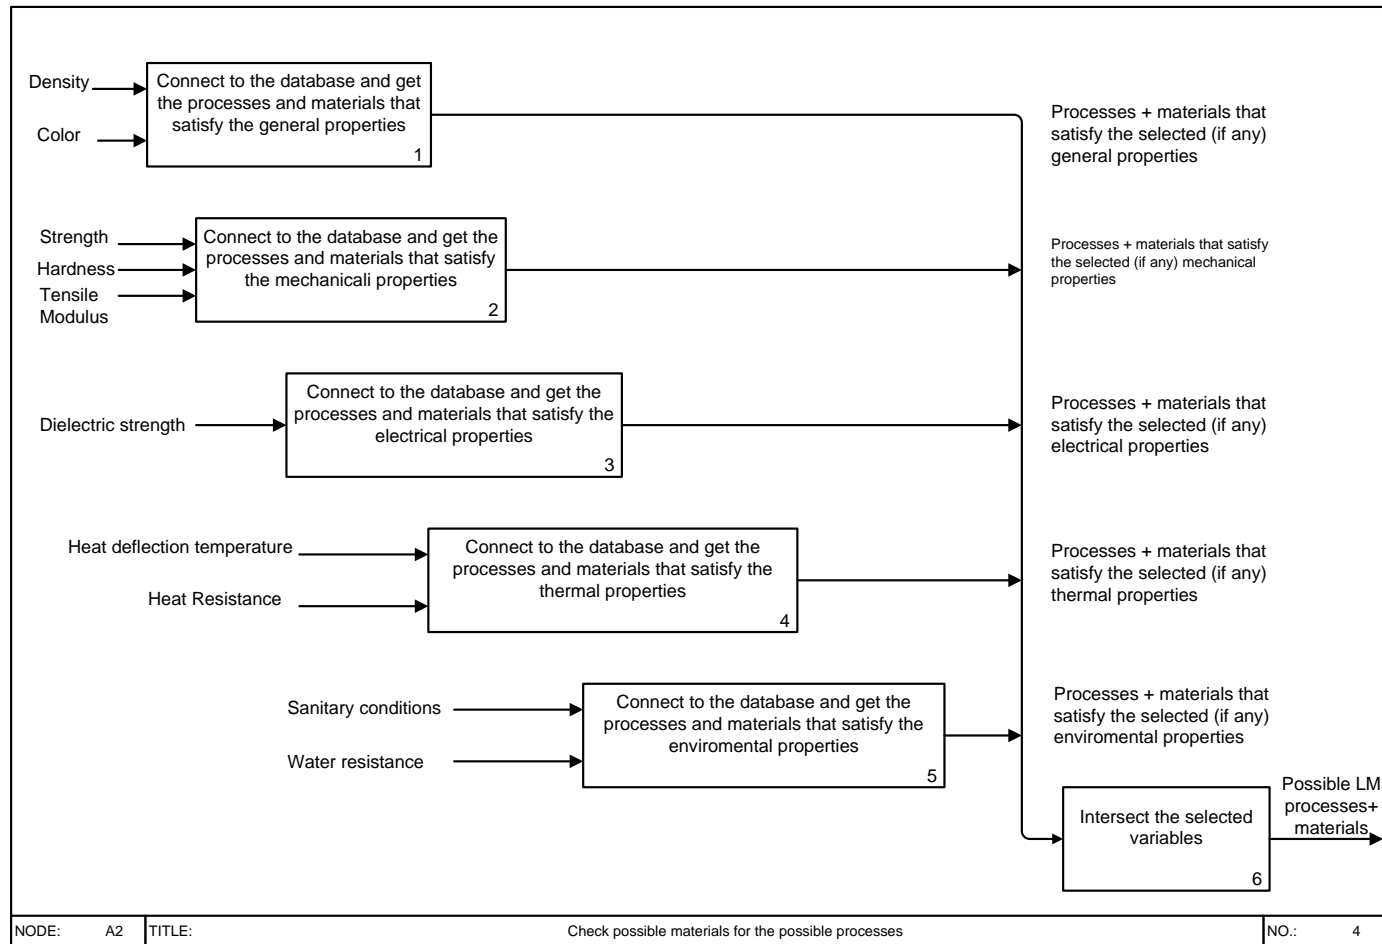 Density
Color
Connect to the database and get
the processes and materials that
satisfy the general properties
1
Processes + materials that
satisfy the selected (if any)
general properties
Strength
Hardness
Tensile
Modulus
Connect to the database and get the
processes and materials that satisfy
the mechanicali properties
2
Processes + materials that satisfy
the selected (if any) mechanical
properties
Dielectric strength
Connect to the database and get the
processes and materials that satisfy the
electrical properties
3
Processes + materials that
satisfy the selected (if any)
electrical properties
Heat deflection temperature
Heat Resistance
Connect to the database and get the
processes and materials that satisfy the
thermal properties
4
Processes + materials that
satisfy the selected (if any)
thermal properties
Sanitary conditions
Water resistance
Connect to the database and get the
processes and materials that satisfy the
enviromental properties
5
Processes + materials that
satisfy the selected (if any)
enviromental properties
Intersect the selected
variables
6
Possible LM
processes+
materials
NODE: A2 TITLE: Check possible materials for the possible processes NO.: 4